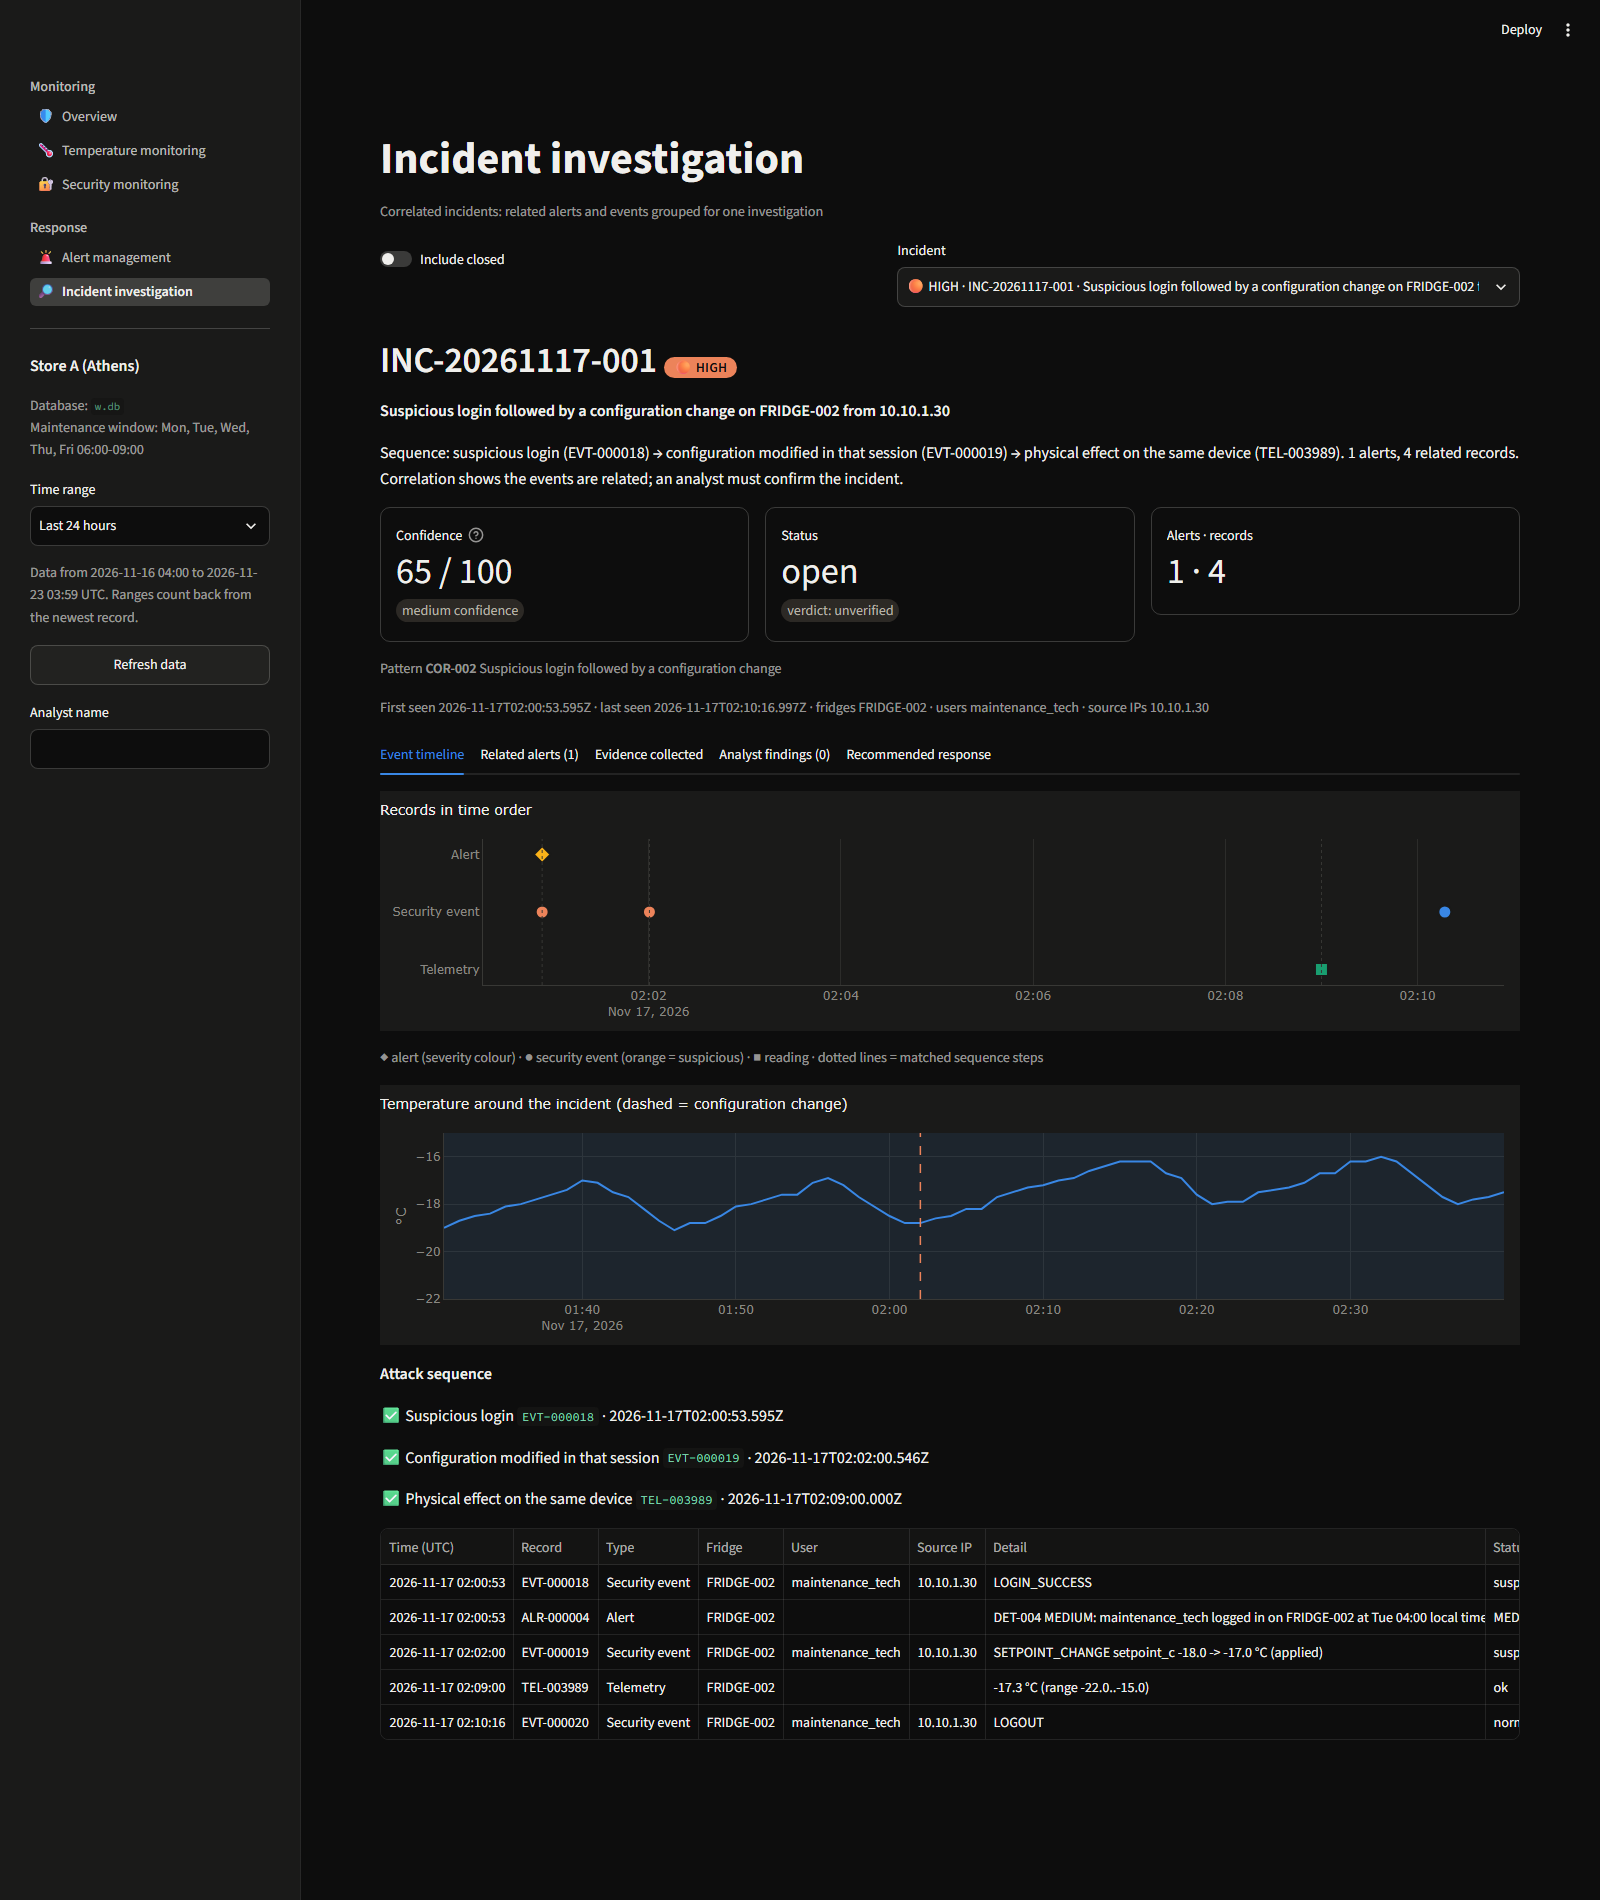 Deploy
Monitoring
Overview
Temperature monitoring
Security monitoring
Response
Alert management
Incident investigation
Store A (Athens)
Database: w.db
Maintenance window: Mon, Tue, Wed,
Thu, Fri 06:00-09:00
Time range
Last 24 hours
Data from 2026-11-16 04:00 to 2026-11-
23 03:59 UTC. Ranges count back from
the newest record.
Refresh data
Analyst name
Incident investigation
Correlated incidents: related alerts and events grouped for one investigation
Include closed
Incident
HIGH · INC-20261117-001 · Suspicious login followed by a configuration change on FRIDGE-002
INC-20261117-001 HIGH
Suspicious login followed by a configuration change on FRIDGE-002 from 10.10.1.30
Sequence: suspicious login (EVT-000018) → configuration modified in that session (EVT-000019) → physical effect on the same device (TEL-003989). 1 alerts, 4 related records.
Correlation shows the events are related; an analyst must confirm the incident.
Confidence
65 / 100
medium confidence
Status
open
verdict: unverified
Alerts · records
1 · 4
Pattern COR-002 Suspicious login followed by a configuration change
First seen 2026-11-17T02:00:53.595Z · last seen 2026-11-17T02:10:16.997Z · fridges FRIDGE-002 · users maintenance_tech · source IPs 10.10.1.30
Event timeline Related alerts (1) Evidence collected Analyst findings (0) Recommended response
Records in time order
Alert
Security event
Telemetry
02:02 02:04 02:06 02:08 02:10
Nov 17, 2026
◆ alert (severity colour) · ● security event (orange = suspicious) · ■ reading · dotted lines = matched sequence steps
Temperature around the incident (dashed = configuration change)
°C
−16
−18
−20
−22
01:40 01:50 02:00 02:10 02:20 02:30
Nov 17, 2026
Attack sequence
Suspicious login EVT-000018 · 2026-11-17T02:00:53.595Z
Configuration modified in that session EVT-000019 · 2026-11-17T02:02:00.546Z
Physical effect on the same device TEL-003989 · 2026-11-17T02:09:00.000Z
Time (UTC) Record Type Fridge User Source IP Detail Statu
2026-11-17 02:00:53 EVT-000018 Security event FRIDGE-002 maintenance_tech 10.10.1.30 LOGIN_SUCCESS susp
2026-11-17 02:00:53 ALR-000004 Alert FRIDGE-002 DET-004 MEDIUM: maintenance_tech logged in on FRIDGE-002 at Tue 04:00 local time MED
2026-11-17 02:02:00 EVT-000019 Security event FRIDGE-002 maintenance_tech 10.10.1.30 SETPOINT_CHANGE setpoint_c -18.0 -> -17.0 °C (applied) susp
2026-11-17 02:09:00 TEL-003989 Telemetry FRIDGE-002 -17.3 °C (range -22.0..-15.0) ok
2026-11-17 02:10:16 EVT-000020 Security event FRIDGE-002 maintenance_tech 10.10.1.30 LOGOUT norn